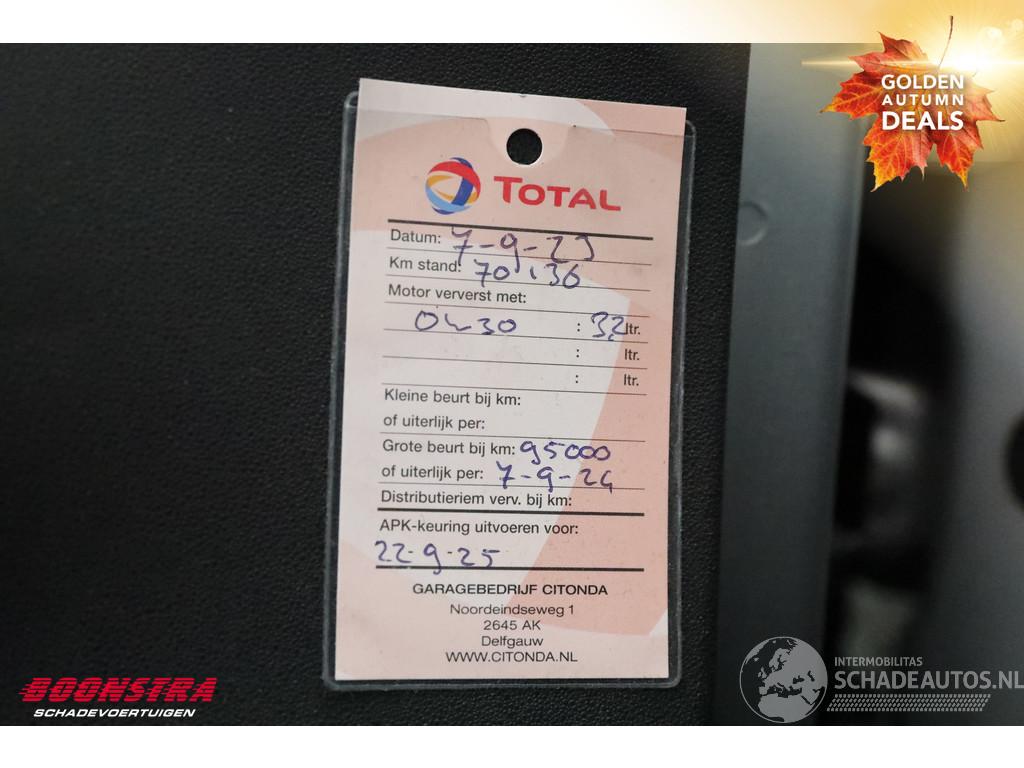 GOLDEN
AUTUMN
DEALS
TOTAL
Datum: 7-9-23
Km stand: 70.136
Motor ververst met:
0W30 : 3,2 ltr.
: ltr.
: ltr.
Kleine beurt bij km:
of uiterlijk per:
Grote beurt bij km: 95000
of uiterlijk per: 7-9-24
Distributieriem verv. bij km:
APK-keuring uitvoeren voor:
22-9-25
GARAGEBEDRIJF CITONDA
Noordeindseweg 1
2645 AK
Delfgauw
WWW.CITONDA.NL
BOONSTRA
SCHADEVOERTUIGEN
INTERMOBILITAS
SCHADEAUTOS.NL